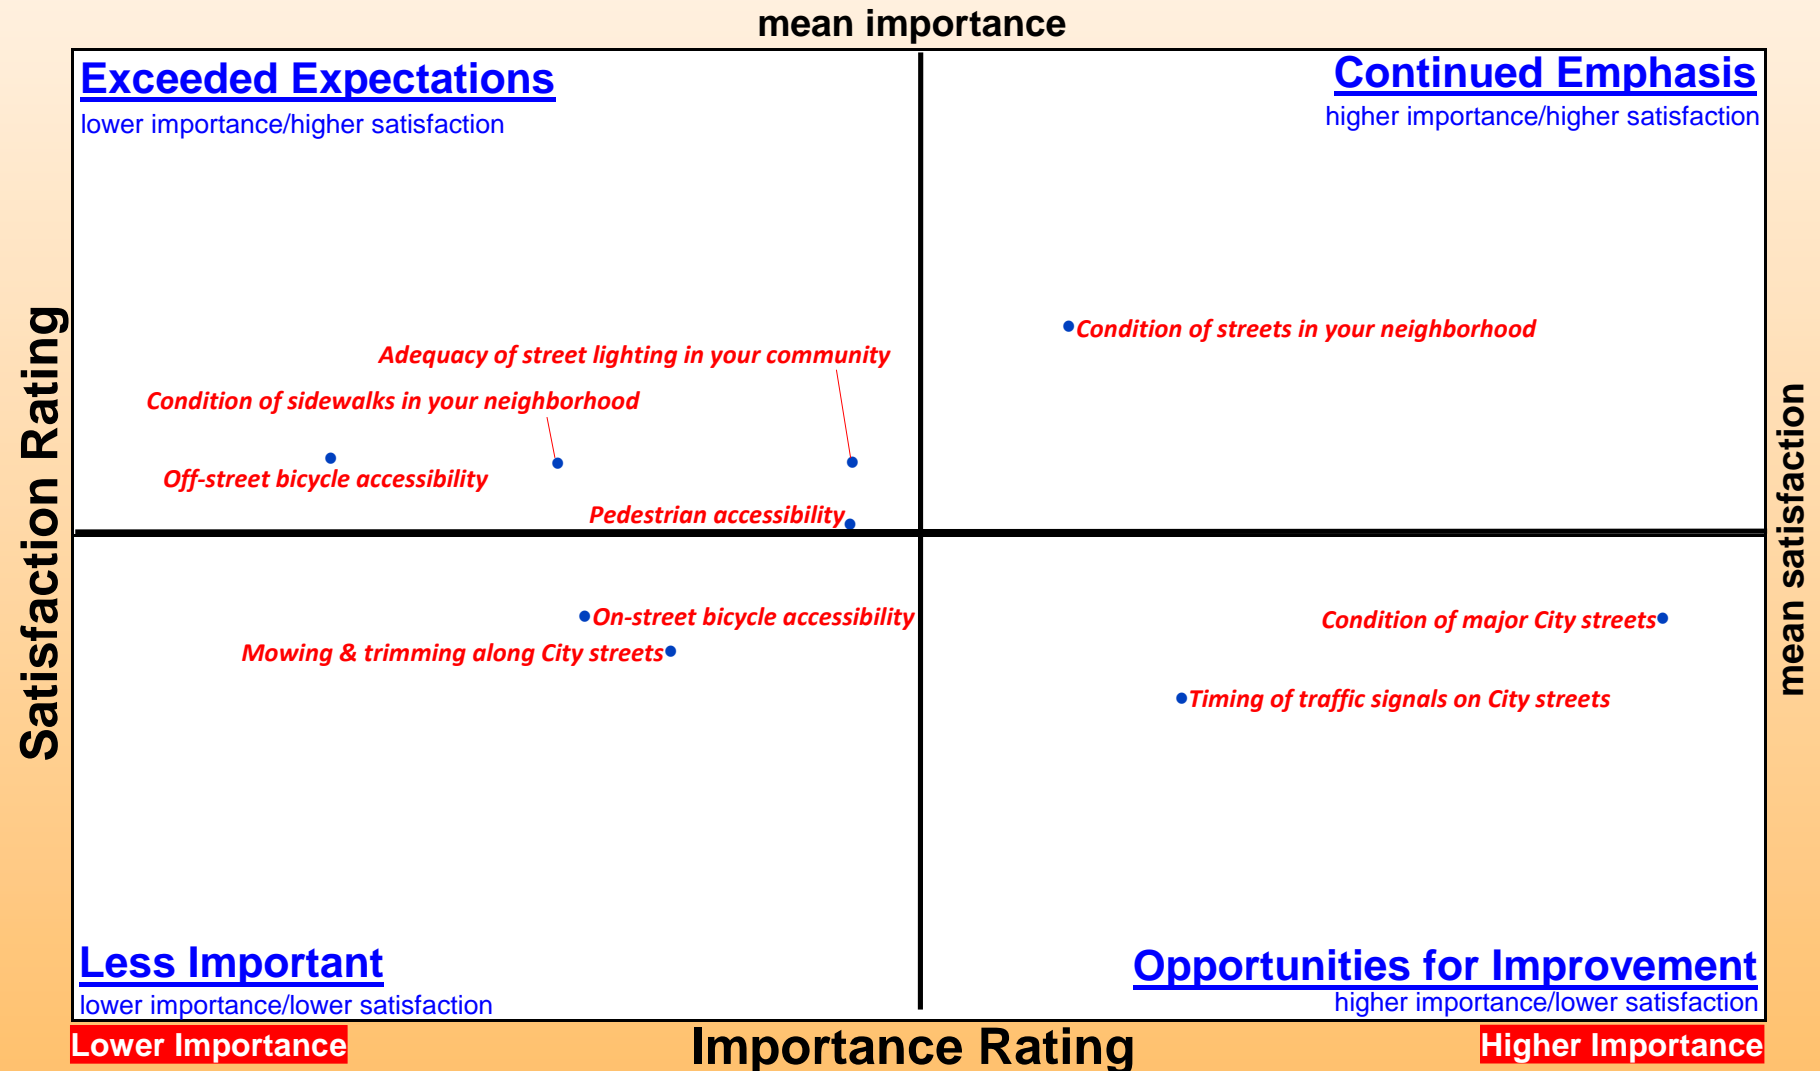 mean importance
Exceeded Expectations
lower importance/higher satisfaction
Continued Emphasis
higher importance/higher satisfaction
Condition of streets in your neighborhood
Adequacy of street lighting in your community
Condition of sidewalks in your neighborhood
Off-street bicycle accessibility
Pedestrian accessibility
Satisfaction Rating
mean satisfaction
On-street bicycle accessibility
Condition of major City streets
Mowing & trimming along City streets
Timing of traffic signals on City streets
Less Important
lower importance/lower satisfaction
Opportunities for Improvement
higher importance/lower satisfaction
Lower Importance
Importance Rating
Higher Importance